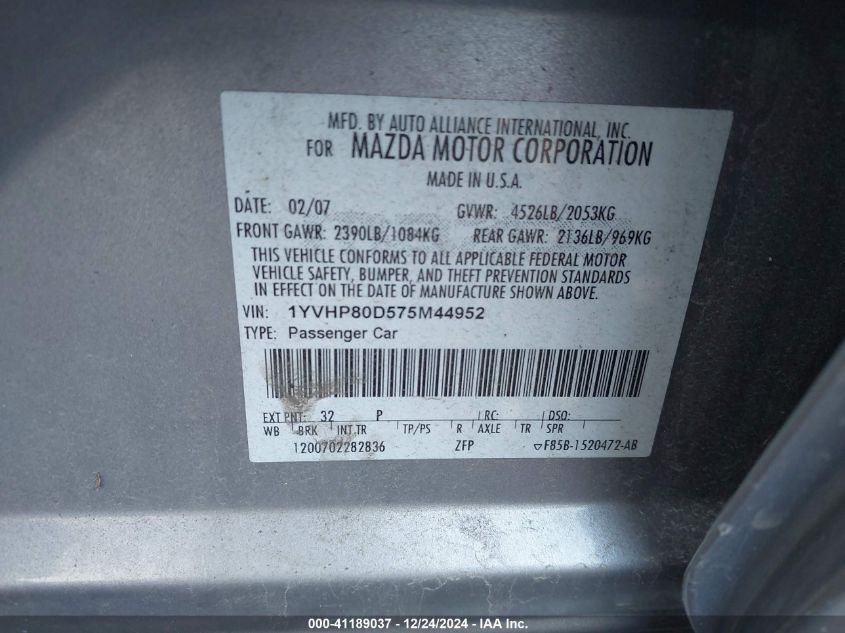 MFD. BY AUTO ALLIANCE INTERNATIONAL, INC.
FOR MAZDA MOTOR CORPORATION
MADE IN U.S.A.
DATE: 02/07 GVWR: 4526LB/2053KG
FRONT GAWR: 2390LB/1084KG REAR GAWR: 2136LB/969KG
THIS VEHICLE CONFORMS TO ALL APPLICABLE FEDERAL MOTOR
VEHICLE SAFETY, BUMPER, AND THEFT PREVENTION STANDARDS
IN EFFECT ON THE DATE OF MANUFACTURE SHOWN ABOVE.
VIN: 1YVHP80D575M44952
TYPE: Passenger Car
EXT PNT: 32 P RC: DSO:
WB BRK INT TR TP/PS R AXLE TR SPR
1200702282836 ZFP F85B-1520472-AB
000-41189037 - 12/24/2024 - IAA Inc.